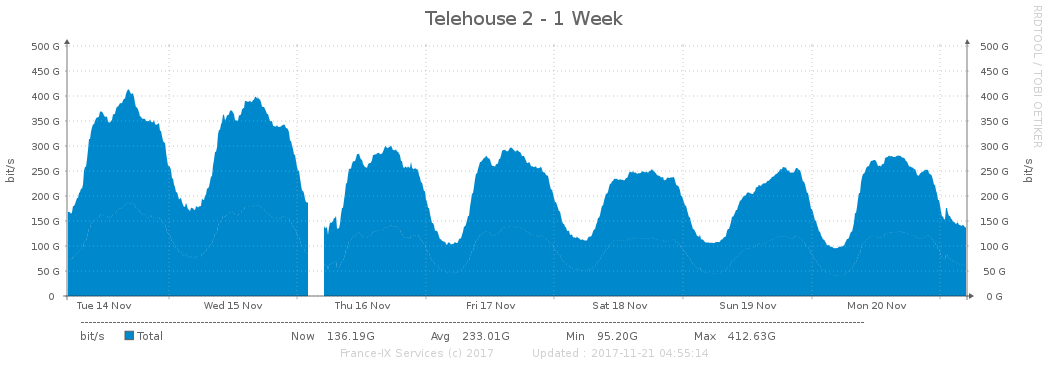 Telehouse 2 - 1 Week
RRDTOOL / TOBI OETIKER
bit/s
500 G
450 G
400 G
350 G
300 G
250 G
200 G
150 G
100 G
50 G
0
500 G
450 G
400 G
350 G
300 G
250 G
200 G
150 G
100 G
50 G
0 G
bit/s
Tue 14 Nov Wed 15 Nov Thu 16 Nov Fri 17 Nov Sat 18 Nov Sun 19 Nov Mon 20 Nov
bit/s Total Now 136.19G Avg 233.01G Min 95.20G Max 412.63G
France-IX Services (c) 2017 Updated : 2017-11-21 04:55:14